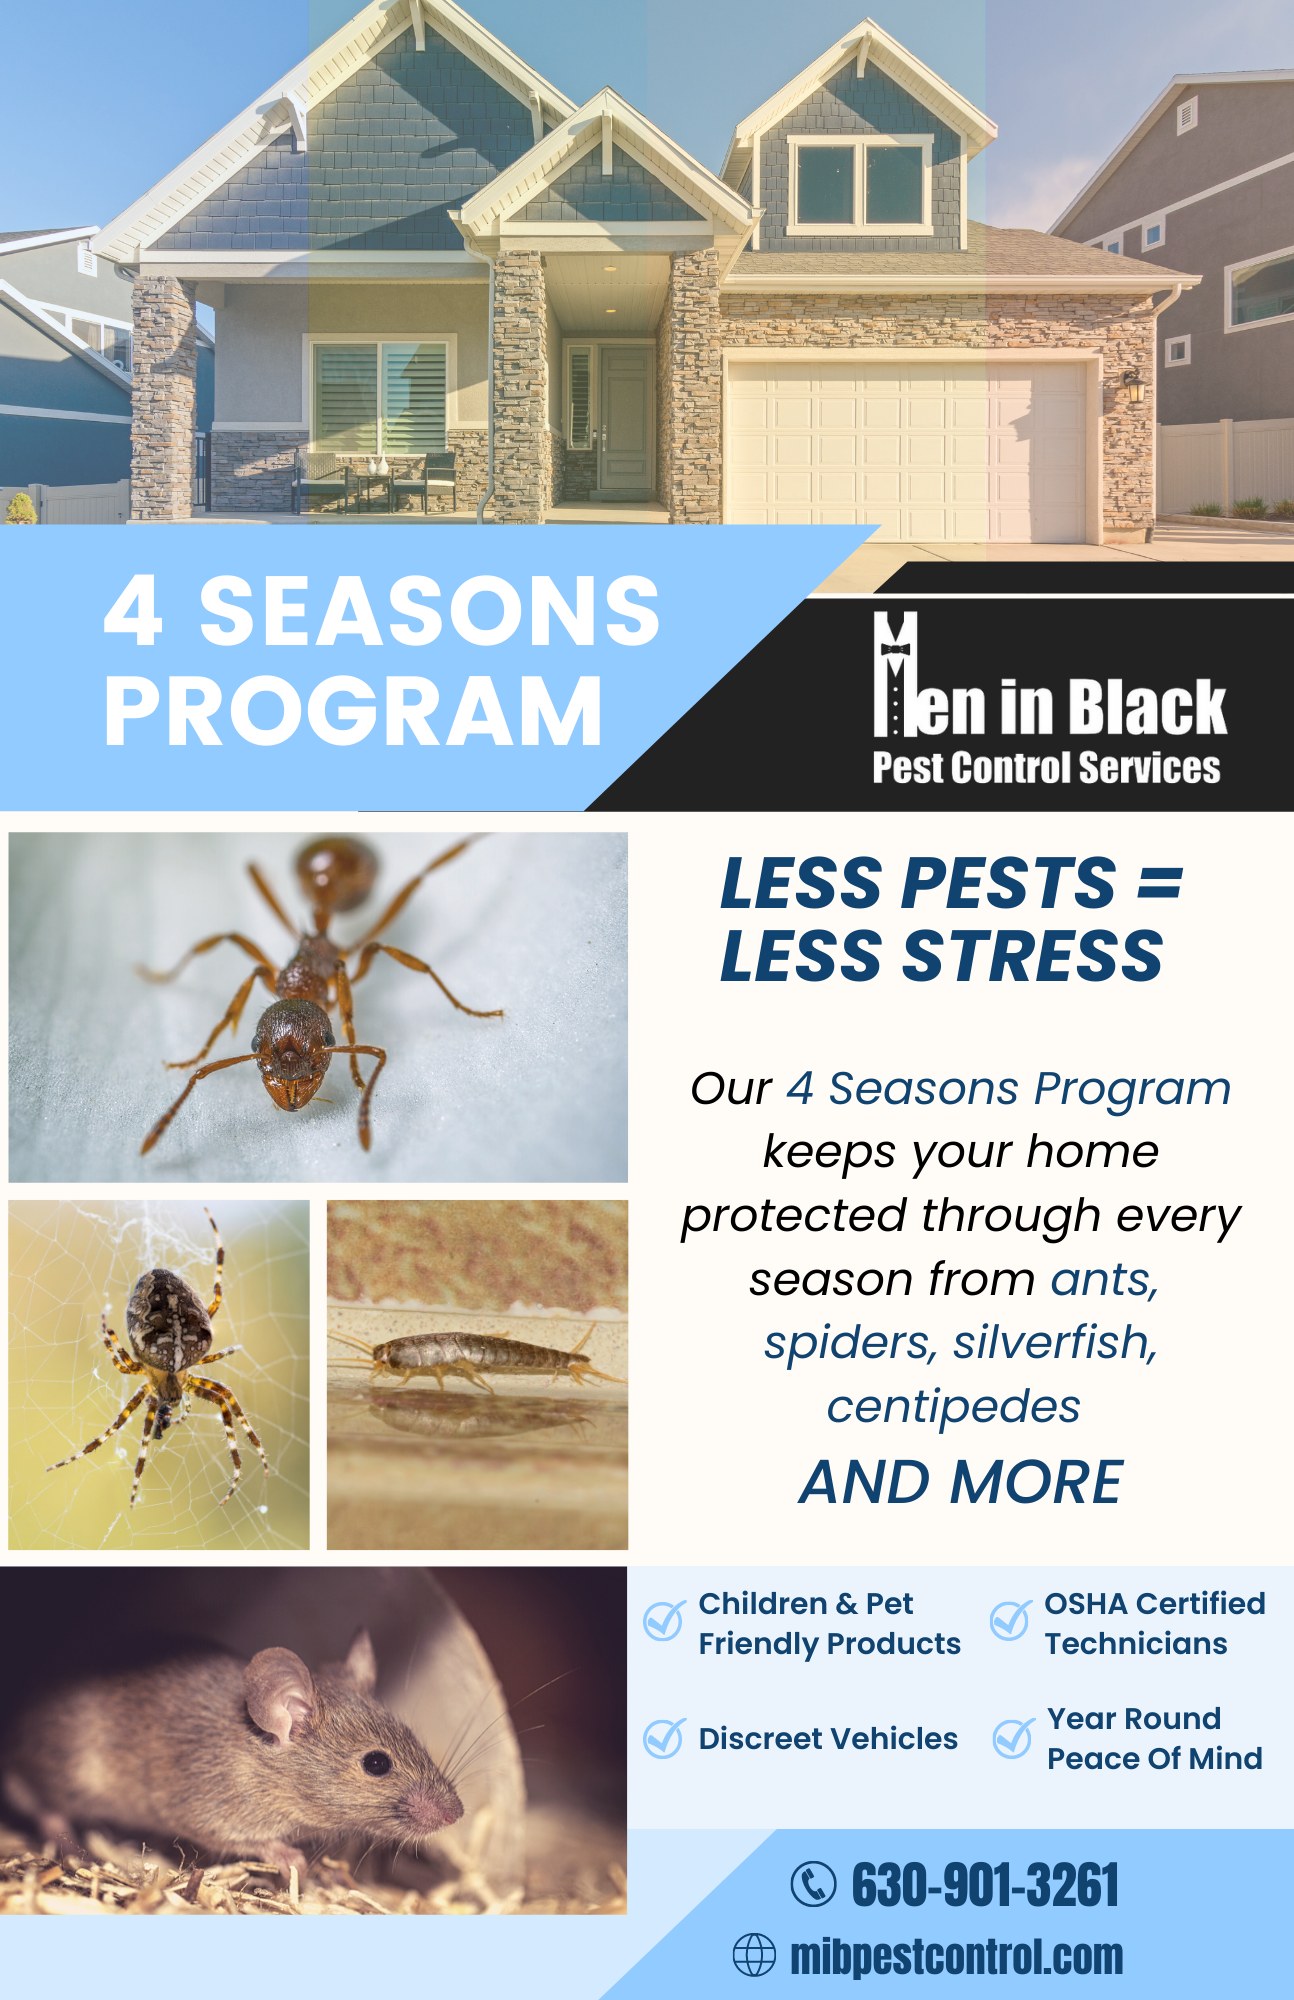 4 SEASONS
PROGRAM
Men in Black
Pest Control Services
LESS PESTS =
LESS STRESS
Our 4 Seasons Program
keeps your home
protected through every
season from ants,
spiders, silverfish,
centipedes
AND MORE
Children & Pet
Friendly Products
OSHA Certified
Technicians
Discreet Vehicles
Year Round
Peace Of Mind
630-901-3261
mibpestcontrol.com